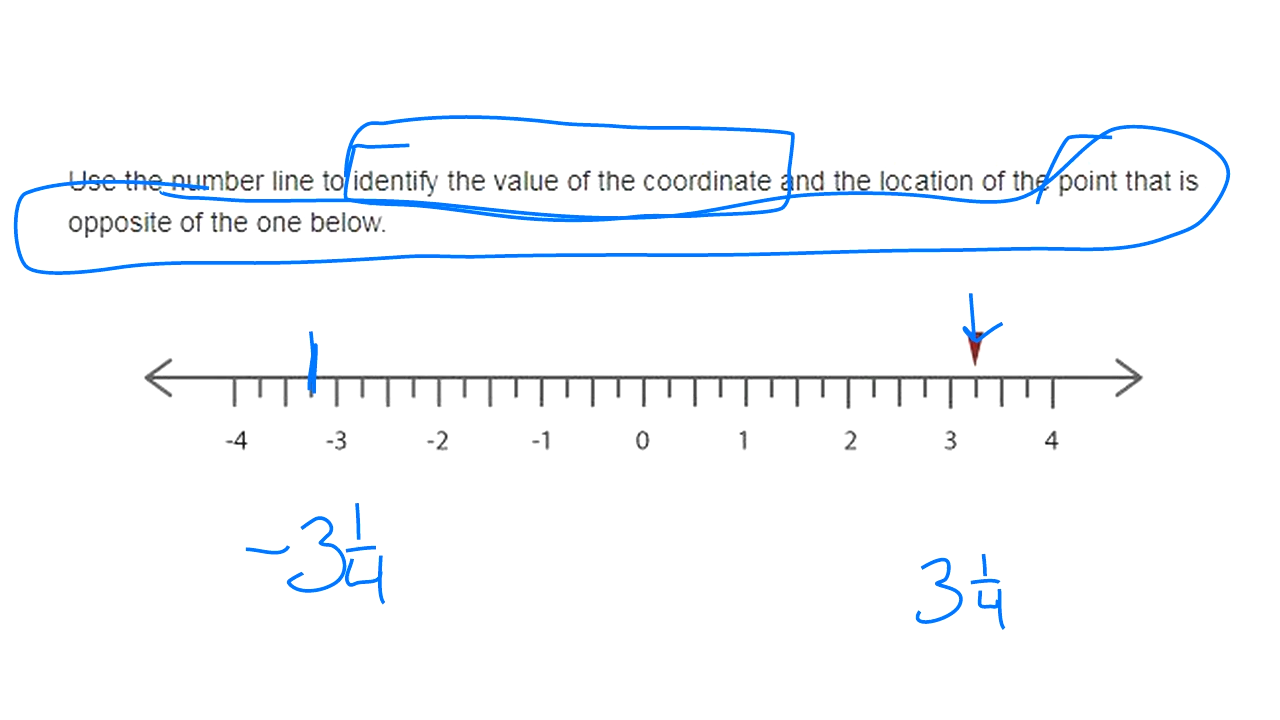 Use the number line to identify the value of the coordinate and the location of the point that is
opposite of the one below.
-4 -3 -2 -1 0 1 2 3 4
-3 1/4
3 1/4